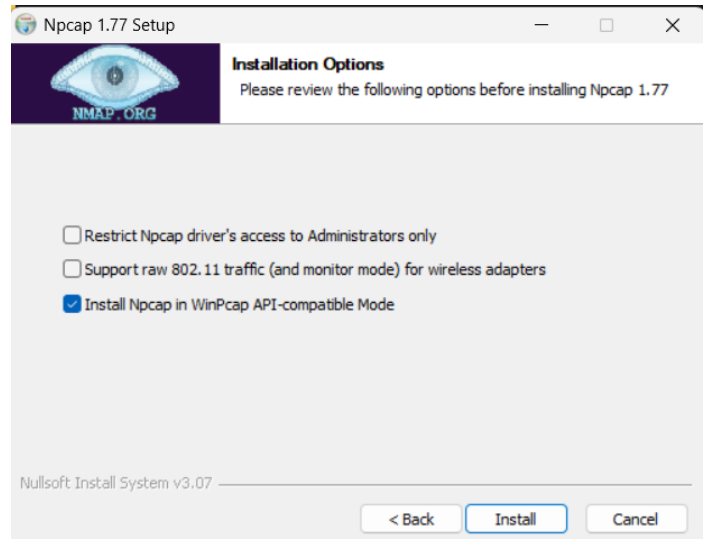 Npcap 1.77 Setup
Installation Options
Please review the following options before installing Npcap 1.77
NMAP.ORG
Restrict Npcap driver's access to Administrators only
Support raw 802.11 traffic (and monitor mode) for wireless adapters
Install Npcap in WinPcap API-compatible Mode
Nullsoft Install System v3.07
< Back
Install
Cancel